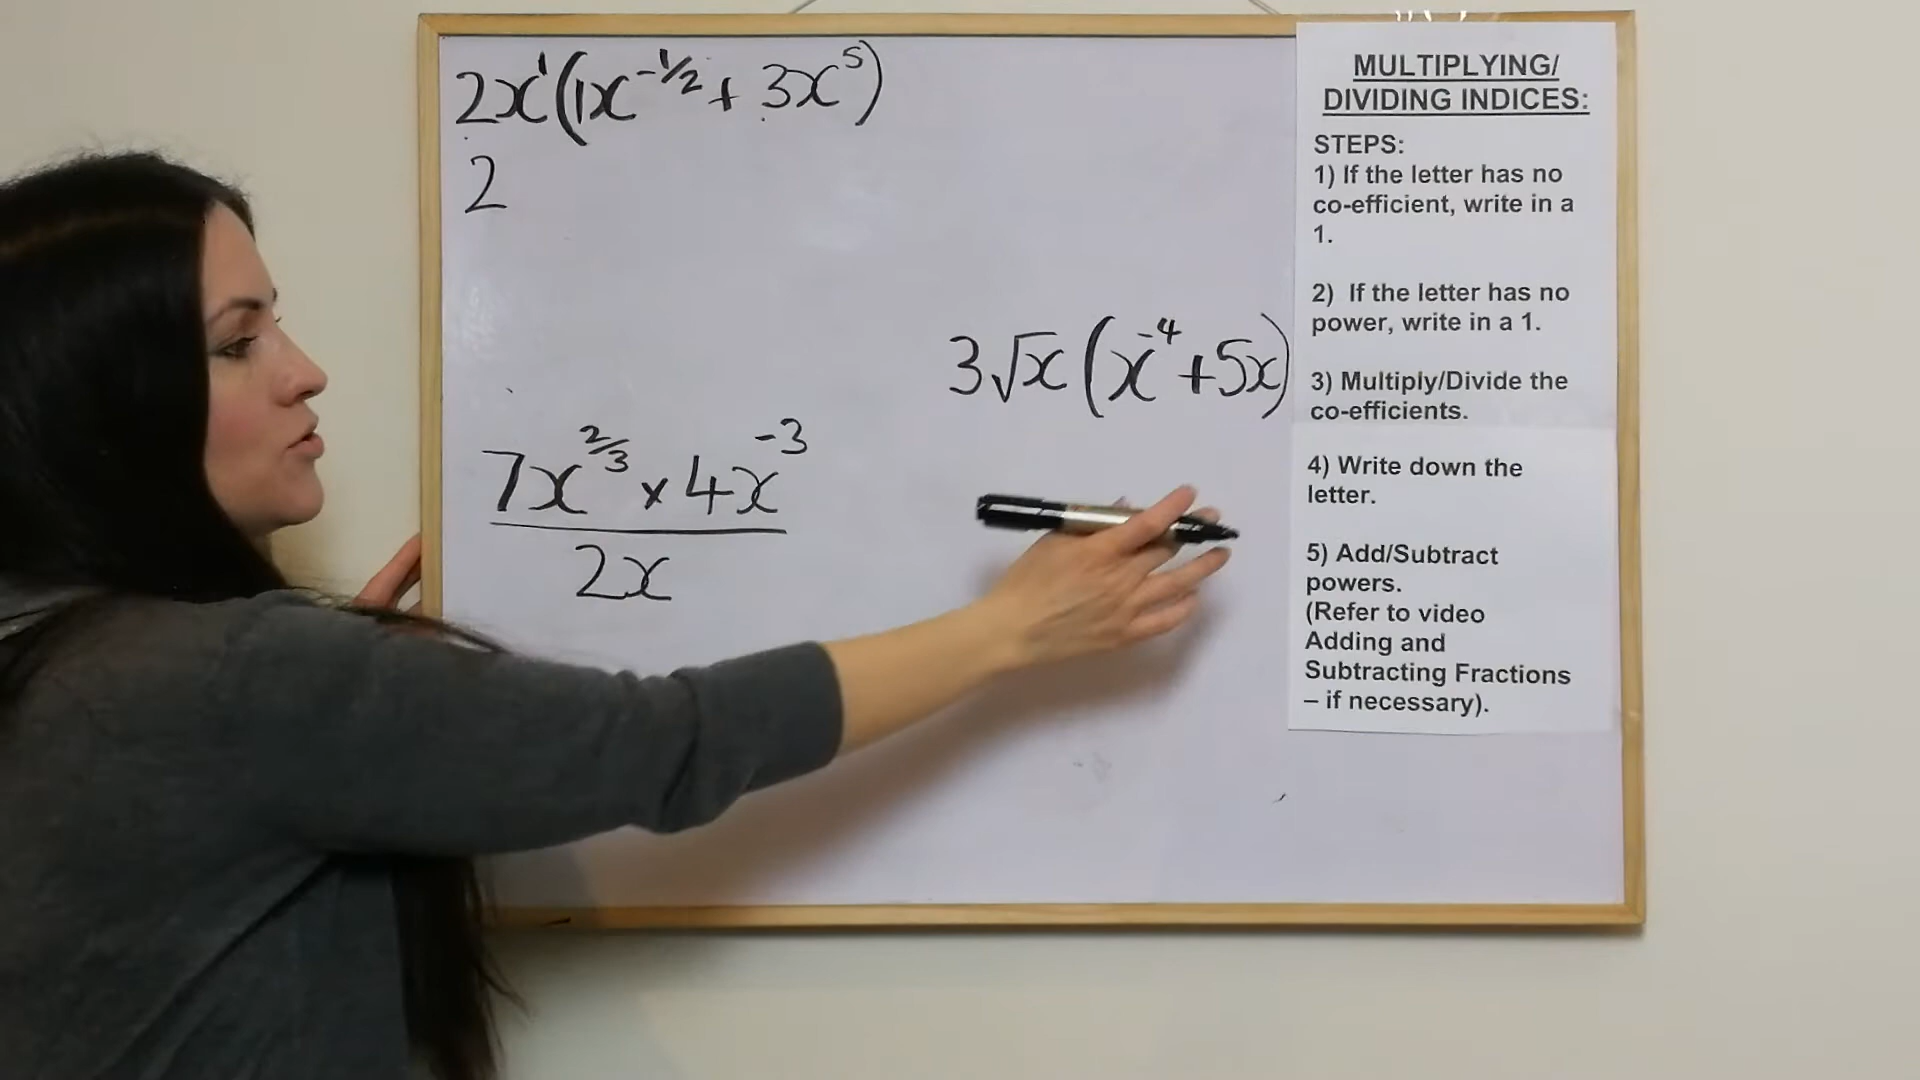 2x¹(1x⁻¹/² + 3x⁵)
2
3√x(x⁻⁴+5x)
7x²/³ × 4x⁻³
2x
MULTIPLYING/
DIVIDING INDICES:
STEPS:
1) If the letter has no
co-efficient, write in a
1.
2) If the letter has no
power, write in a 1.
3) Multiply/Divide the
co-efficients.
4) Write down the
letter.
5) Add/Subtract
powers.
(Refer to video
Adding and
Subtracting Fractions
– if necessary).